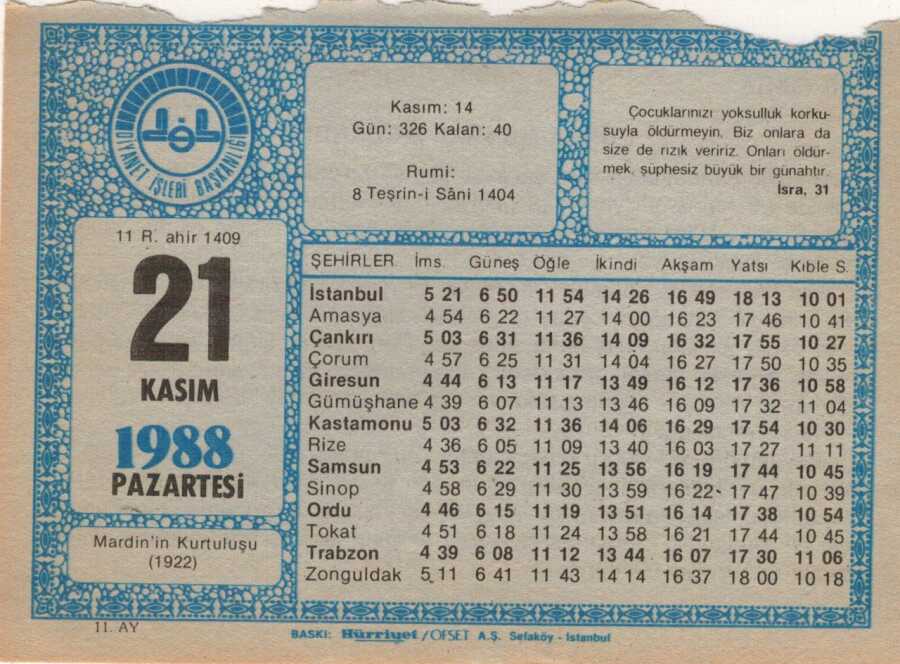 DİYANET İŞLERİ BAŞKANLIĞI
Kasım: 14
Gün: 326 Kalan: 40
Rumi:
8 Teşrin-i Sâni 1404
Çocuklarınızı yoksulluk korku-
suyla öldürmeyin. Biz onlara da
size de rızık veririz. Onları öldür-
mek, şüphesiz büyük bir günahtır.
İsra, 31
11 R. ahir 1409
21
KASIM
1988
PAZARTESİ
Mardin'in Kurtuluşu
(1922)
ŞEHİRLER İms. Güneş Öğle İkindi Akşam Yatsı Kıble S.
İstanbul 5 21 6 50 11 54 14 26 16 49 18 13 10 01
Amasya 4 54 6 22 11 27 14 00 16 23 17 46 10 41
Çankırı 5 03 6 31 11 36 14 09 16 32 17 55 10 27
Çorum 4 57 6 25 11 31 14 04 16 27 17 50 10 35
Giresun 4 44 6 13 11 17 13 49 16 12 17 36 10 58
Gümüşhane 4 39 6 07 11 13 13 46 16 09 17 32 11 04
Kastamonu 5 03 6 32 11 36 14 06 16 29 17 54 10 30
Rize 4 36 6 05 11 09 13 40 16 03 17 27 11 11
Samsun 4 53 6 22 11 25 13 56 16 19 17 44 10 45
Sinop 4 58 6 29 11 30 13 59 16 22 17 47 10 39
Ordu 4 46 6 15 11 19 13 51 16 14 17 38 10 54
Tokat 4 51 6 18 11 24 13 58 16 21 17 44 10 45
Trabzon 4 39 6 08 11 12 13 44 16 07 17 30 11 06
Zonguldak 5 11 6 41 11 43 14 14 16 37 18 00 10 18
11. AY
BASKI: Hürriyet / OFSET A.Ş. Sefaköy - İstanbul